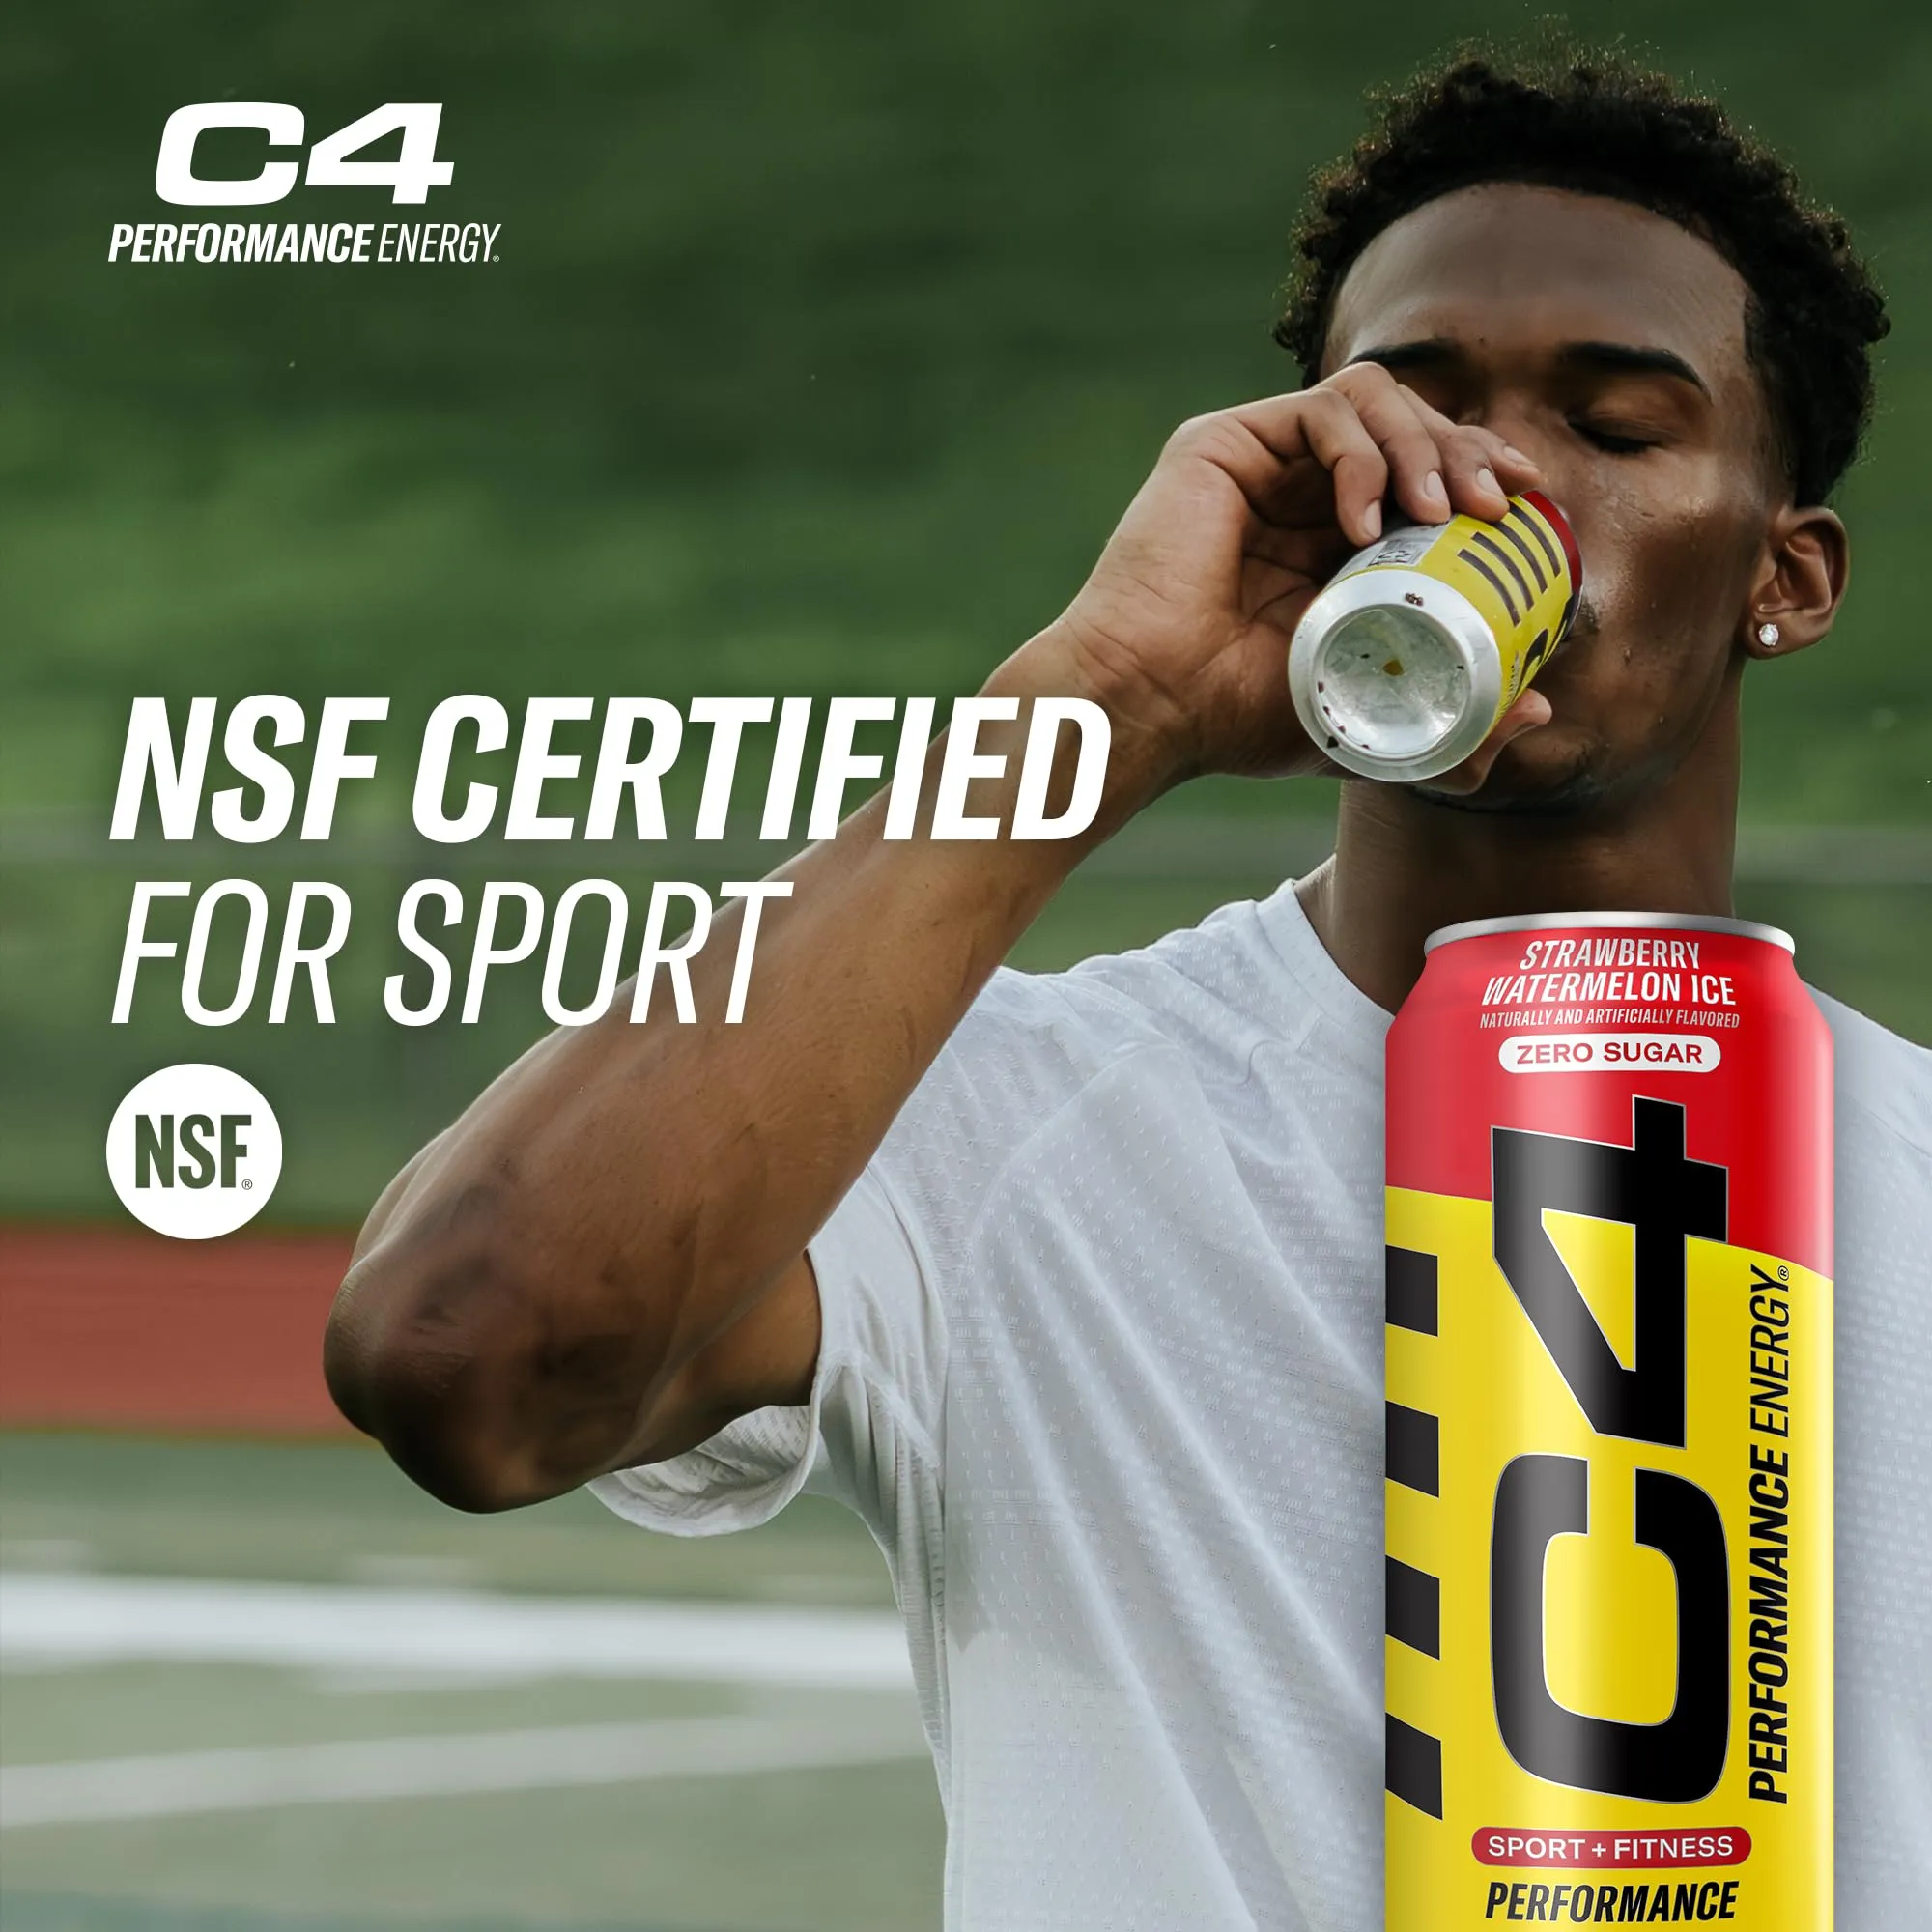 C4
PERFORMANCE ENERGY®
NSF CERTIFIED
FOR SPORT
NSF®
STRAWBERRY
WATERMELON ICE
NATURALLY AND ARTIFICIALLY FLAVORED
ZERO SUGAR
C4
PERFORMANCE ENERGY®
SPORT + FITNESS
PERFORMANCE